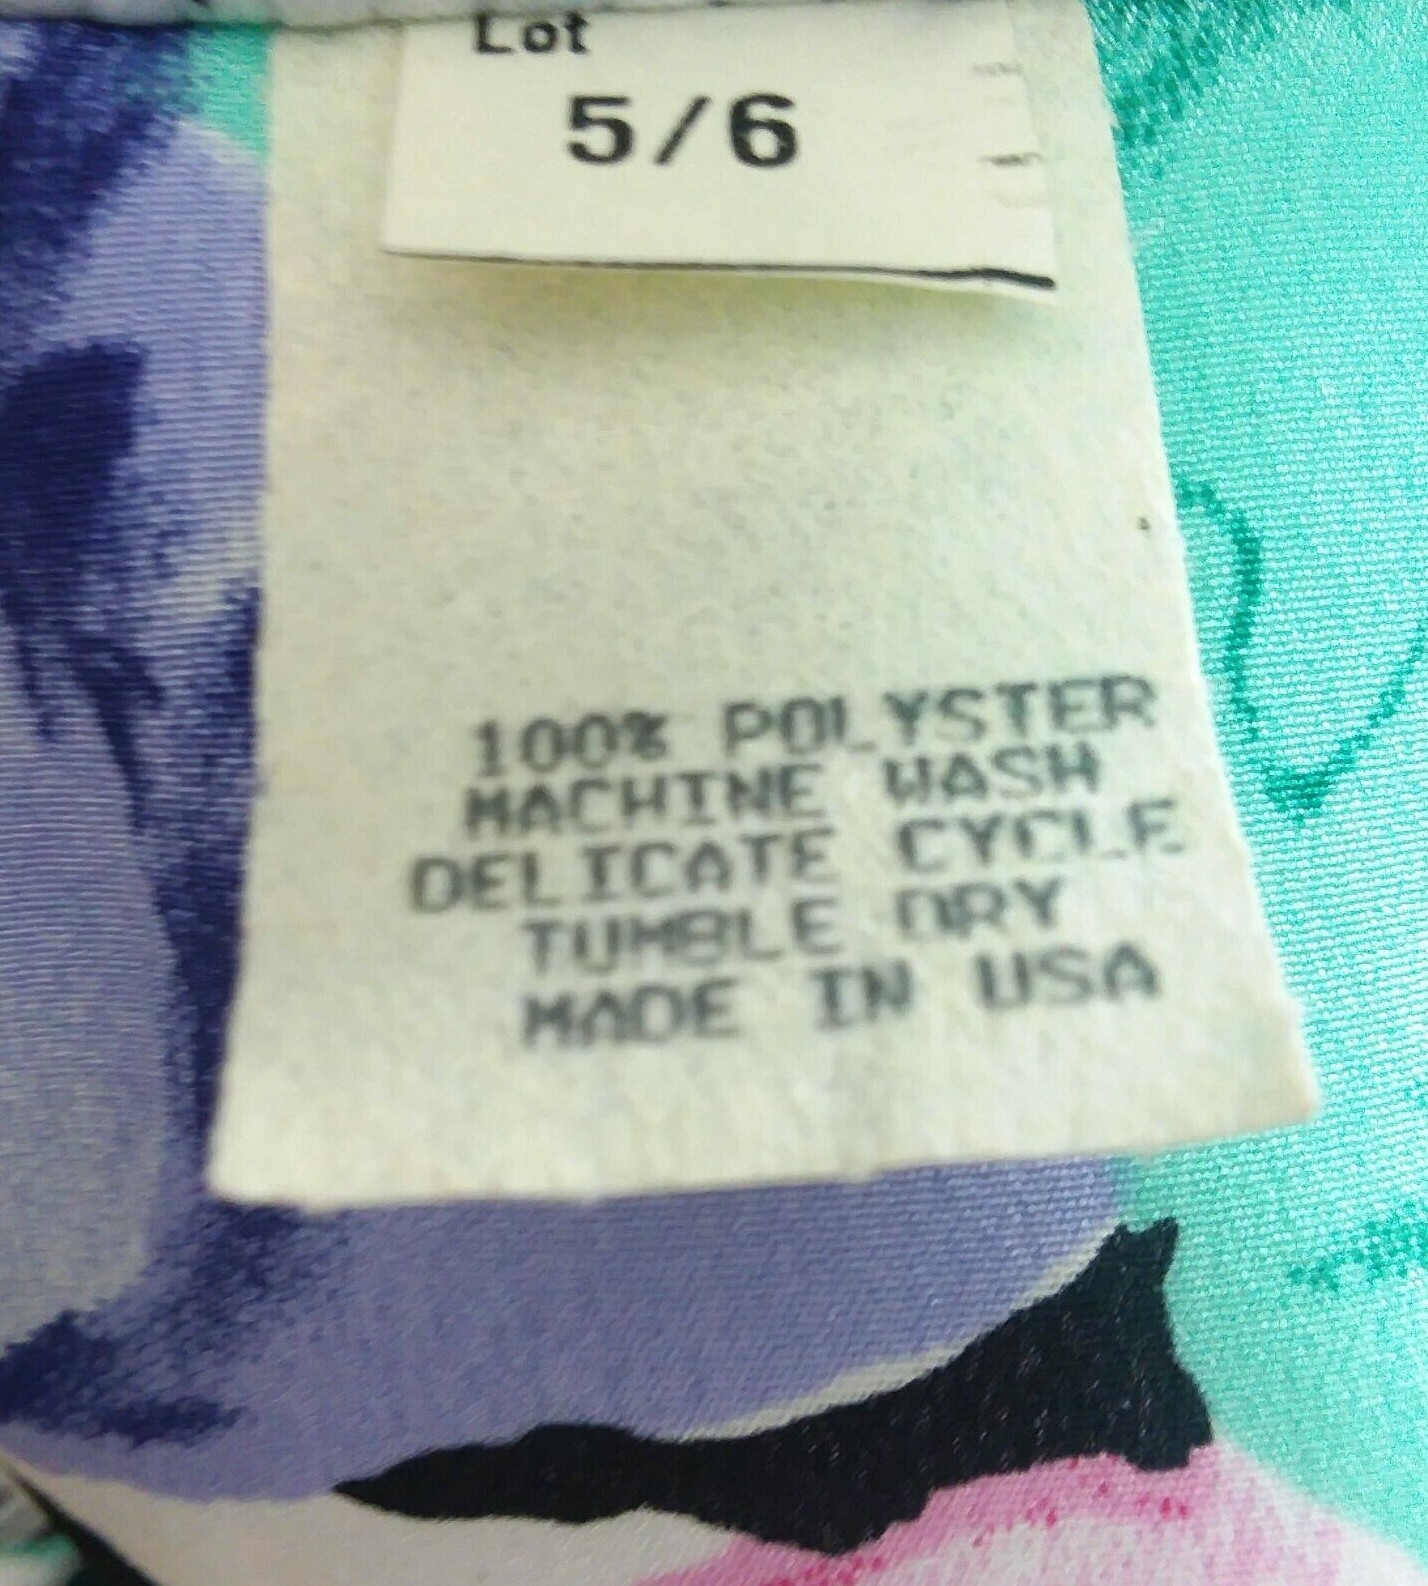 Lot
5/6
100% POLYSTER
MACHINE WASH
DELICATE CYCLE
TUMBLE DRY
MADE IN USA